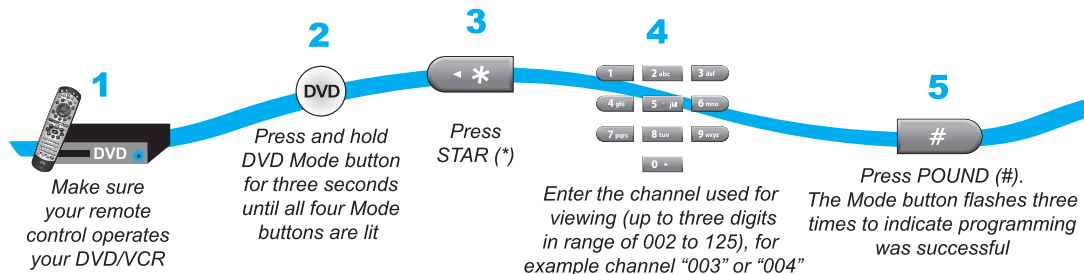 1
DVD
Make sure
your remote
control operates
your DVD/VCR
2
DVD
Press and hold
DVD Mode button
for three seconds
until all four Mode
buttons are lit
3
*
Press
STAR (*)
4
1 2 abc 3 def
4 ghi 5 jkl 6 mno
7 pqrs 8 tuv 9 wxyz
0
Enter the channel used for
viewing (up to three digits
in range of 002 to 125), for
example channel “003” or “004”
5
#
Press POUND (#).
The Mode button flashes three
times to indicate programming
was successful